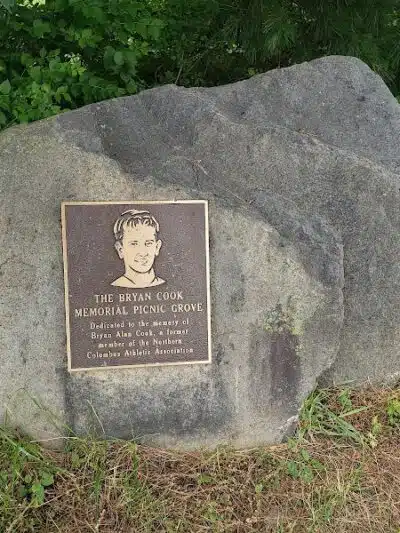 THE BRYAN COOK
MEMORIAL PICNIC GROVE
Dedicated to the memory of
Bryan Alan Cook, a former
member of the Northern
Columbus Athletic Association